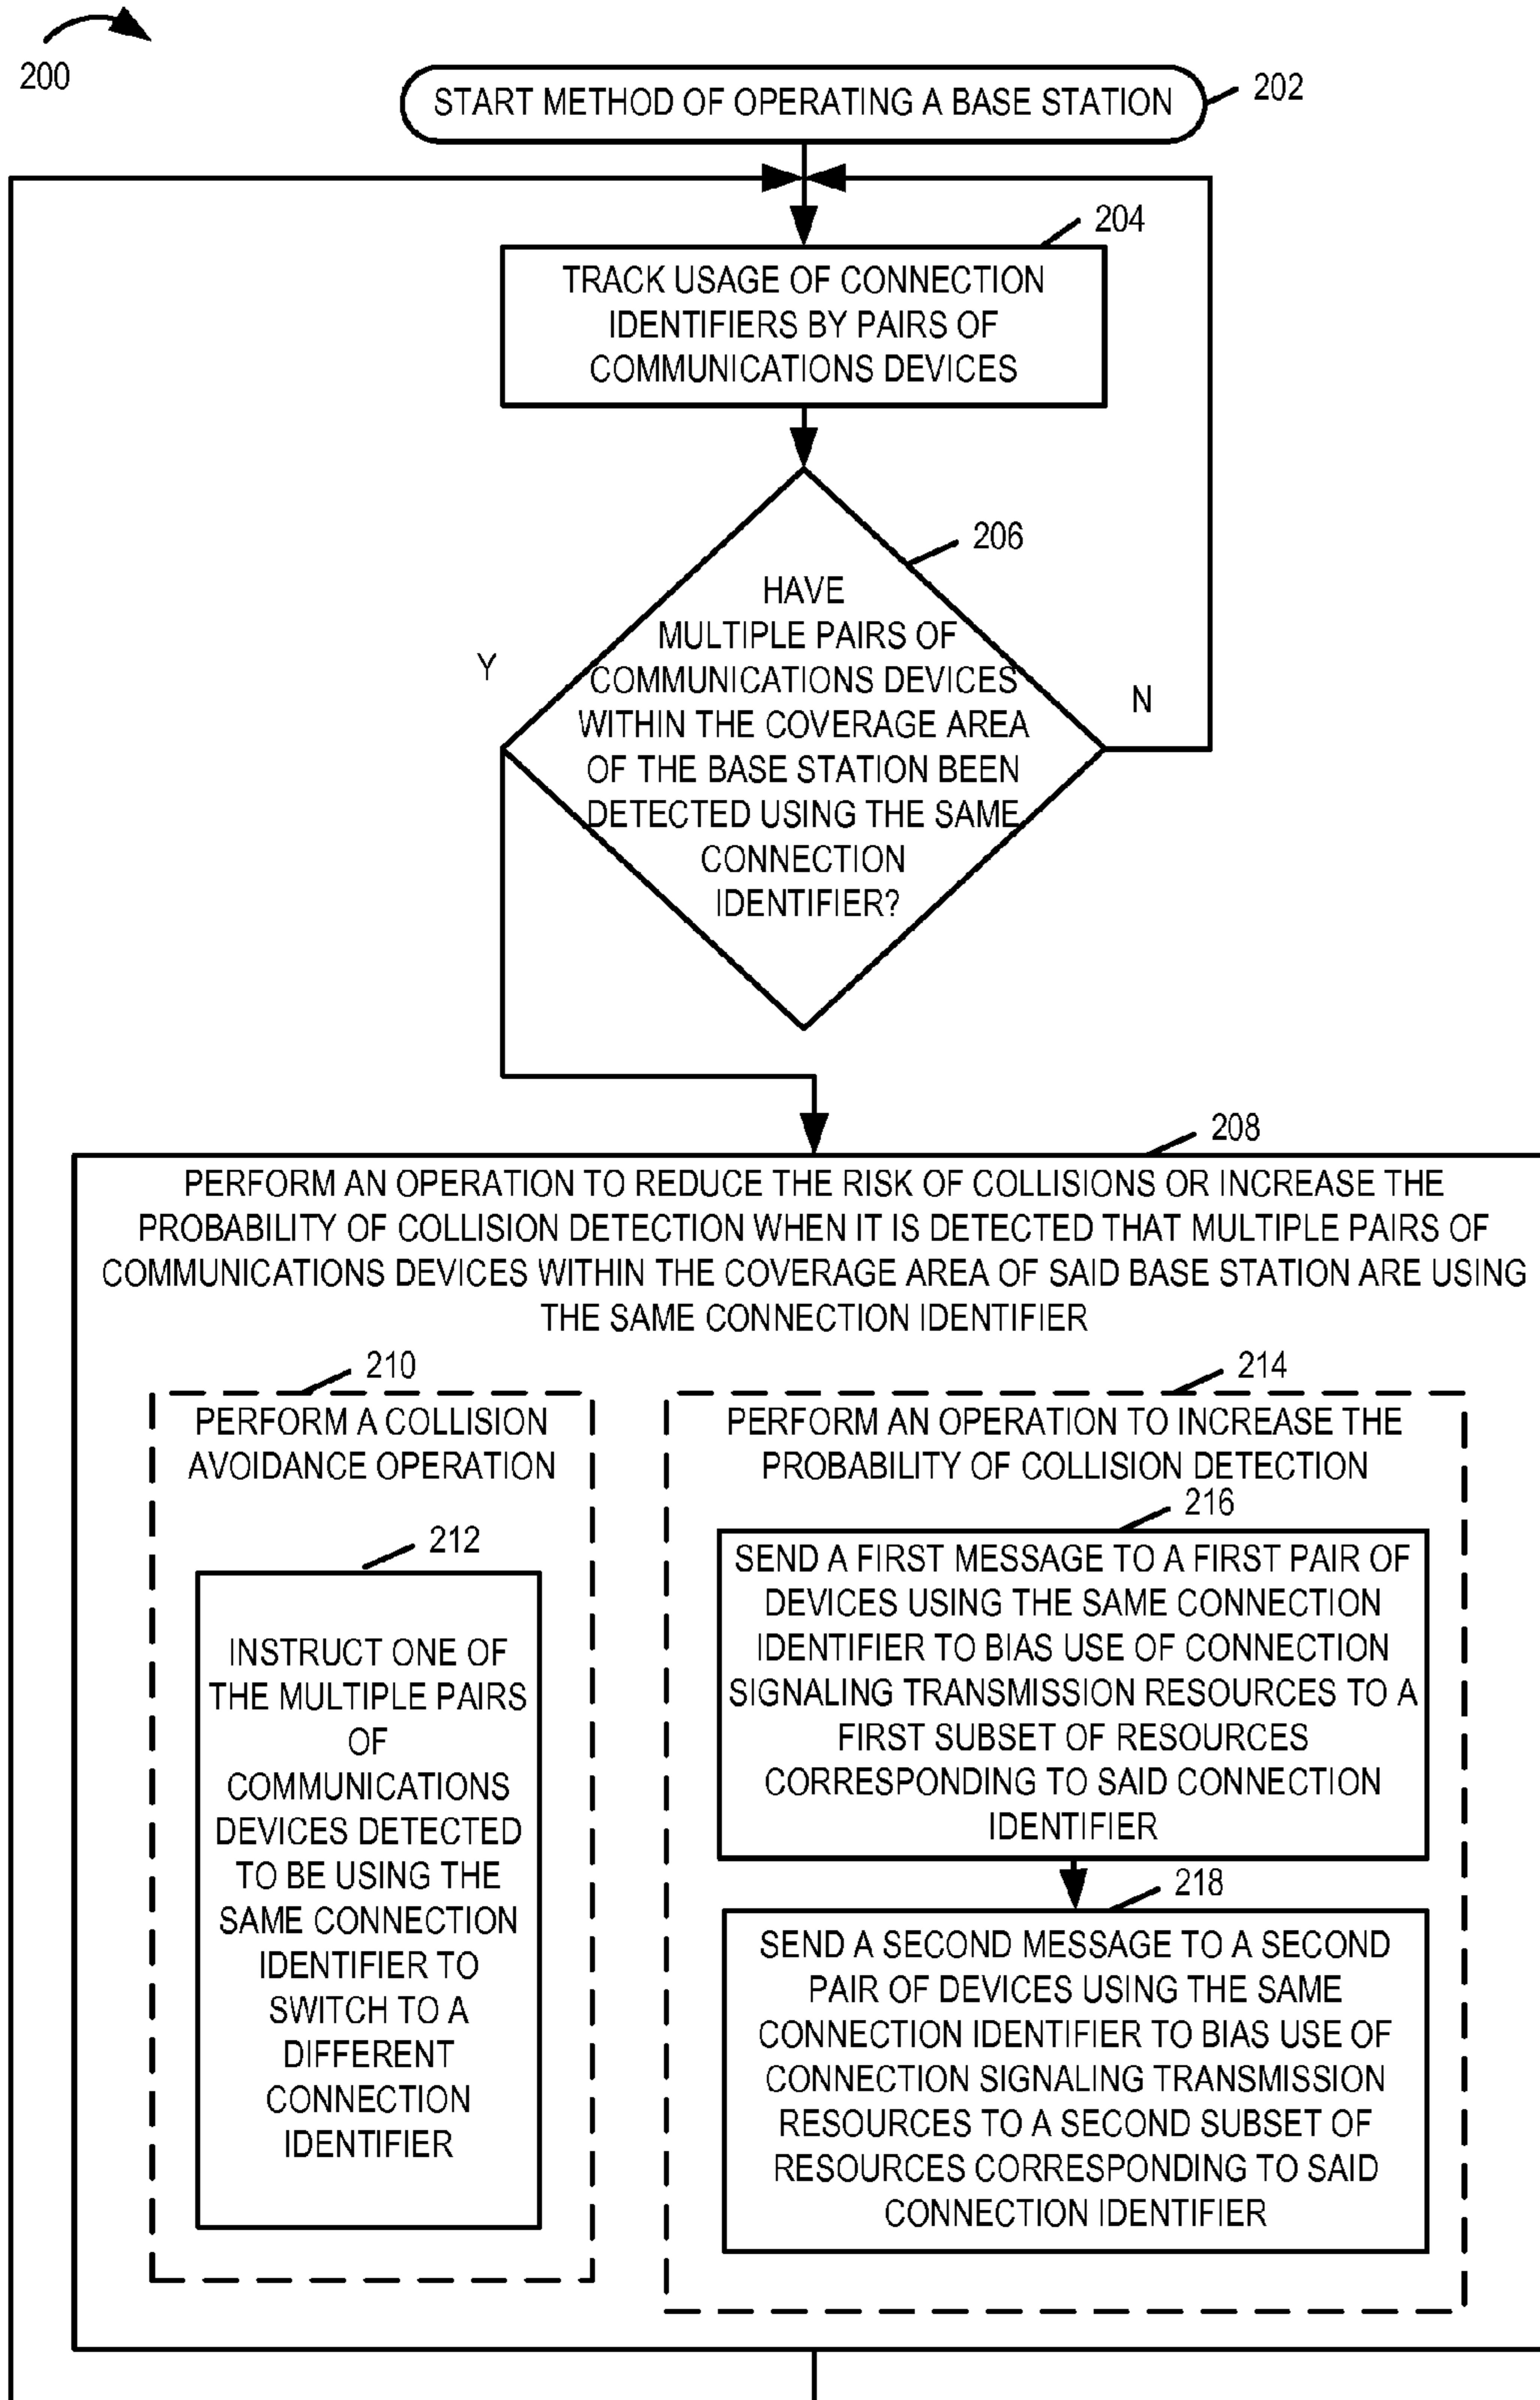 200
START METHOD OF OPERATING A BASE STATION
202
204
TRACK USAGE OF CONNECTION
IDENTIFIERS BY PAIRS OF
COMMUNICATIONS DEVICES
206
HAVE
MULTIPLE PAIRS OF
COMMUNICATIONS DEVICES
WITHIN THE COVERAGE AREA
OF THE BASE STATION BEEN
DETECTED USING THE SAME
CONNECTION
IDENTIFIER?
Y
N
208
PERFORM AN OPERATION TO REDUCE THE RISK OF COLLISIONS OR INCREASE THE
PROBABILITY OF COLLISION DETECTION WHEN IT IS DETECTED THAT MULTIPLE PAIRS OF
COMMUNICATIONS DEVICES WITHIN THE COVERAGE AREA OF SAID BASE STATION ARE USING
THE SAME CONNECTION IDENTIFIER
210
PERFORM A COLLISION
AVOIDANCE OPERATION
212
INSTRUCT ONE OF
THE MULTIPLE PAIRS
OF
COMMUNICATIONS
DEVICES DETECTED
TO BE USING THE
SAME CONNECTION
IDENTIFIER TO
SWITCH TO A
DIFFERENT
CONNECTION
IDENTIFIER
214
PERFORM AN OPERATION TO INCREASE THE
PROBABILITY OF COLLISION DETECTION
216
SEND A FIRST MESSAGE TO A FIRST PAIR OF
DEVICES USING THE SAME CONNECTION
IDENTIFIER TO BIAS USE OF CONNECTION
SIGNALING TRANSMISSION RESOURCES TO A
FIRST SUBSET OF RESOURCES
CORRESPONDING TO SAID CONNECTION
IDENTIFIER
218
SEND A SECOND MESSAGE TO A SECOND
PAIR OF DEVICES USING THE SAME
CONNECTION IDENTIFIER TO BIAS USE OF
CONNECTION SIGNALING TRANSMISSION
RESOURCES TO A SECOND SUBSET OF
RESOURCES CORRESPONDING TO SAID
CONNECTION IDENTIFIER